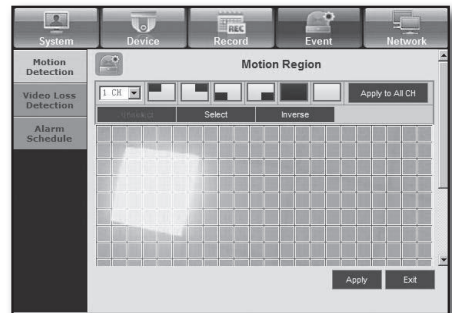 REC
System Device Record Event Network
Motion
Detection
Motion Region
1 CH
Apply to All CH
Video Loss
Detection
Select Inverse
Alarm
Schedule
Apply Exit